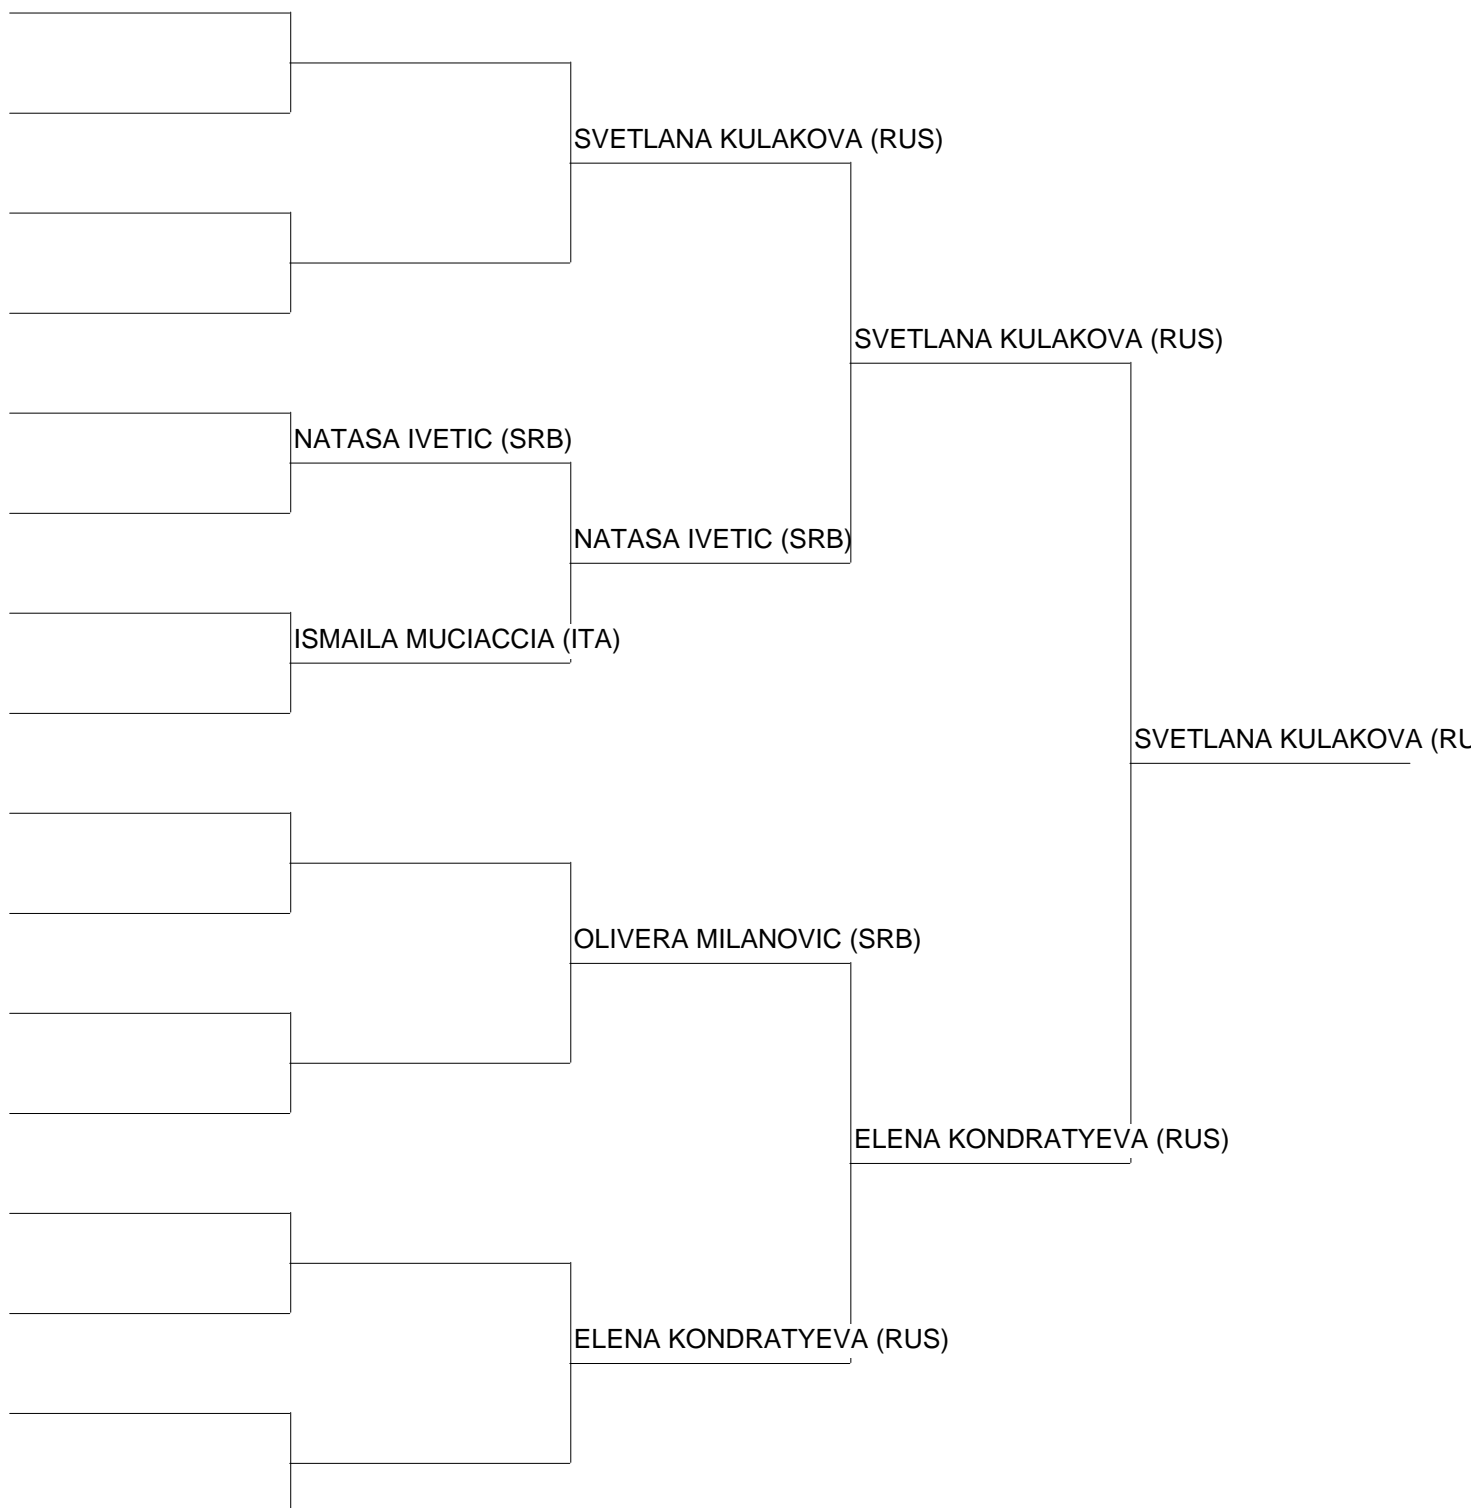 SVETLANA KULAKOVA (RUS)
SVETLANA KULAKOVA (RUS)
NATASA IVETIC (SRB)
NATASA IVETIC (SRB)
ISMAILA MUCIACCIA (ITA)
SVETLANA KULAKOVA (RU
OLIVERA MILANOVIC (SRB)
ELENA KONDRATYEVA (RUS)
ELENA KONDRATYEVA (RUS)